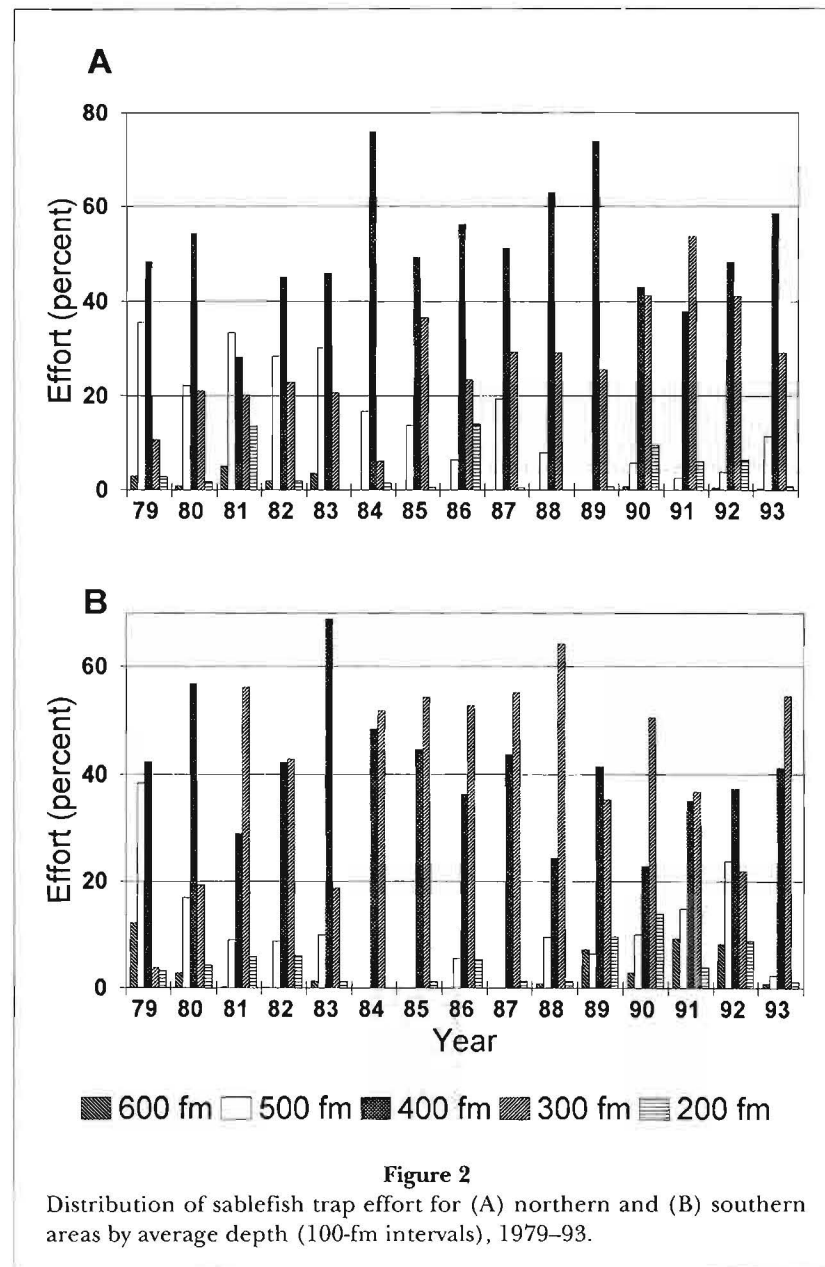 A
80
60
40
20
0
Effort (percent)
79 80 81 82 83 84 85 86 87 88 89 90 91 92 93
B
60
40
20
0
Effort (percent)
79 80 81 82 83 84 85 86 87 88 89 90 91 92 93
Year
600 fm 500 fm 400 fm 300 fm 200 fm
Figure 2
Distribution of sablefish trap effort for (A) northern and (B) southern
areas by average depth (100-fm intervals), 1979–93.